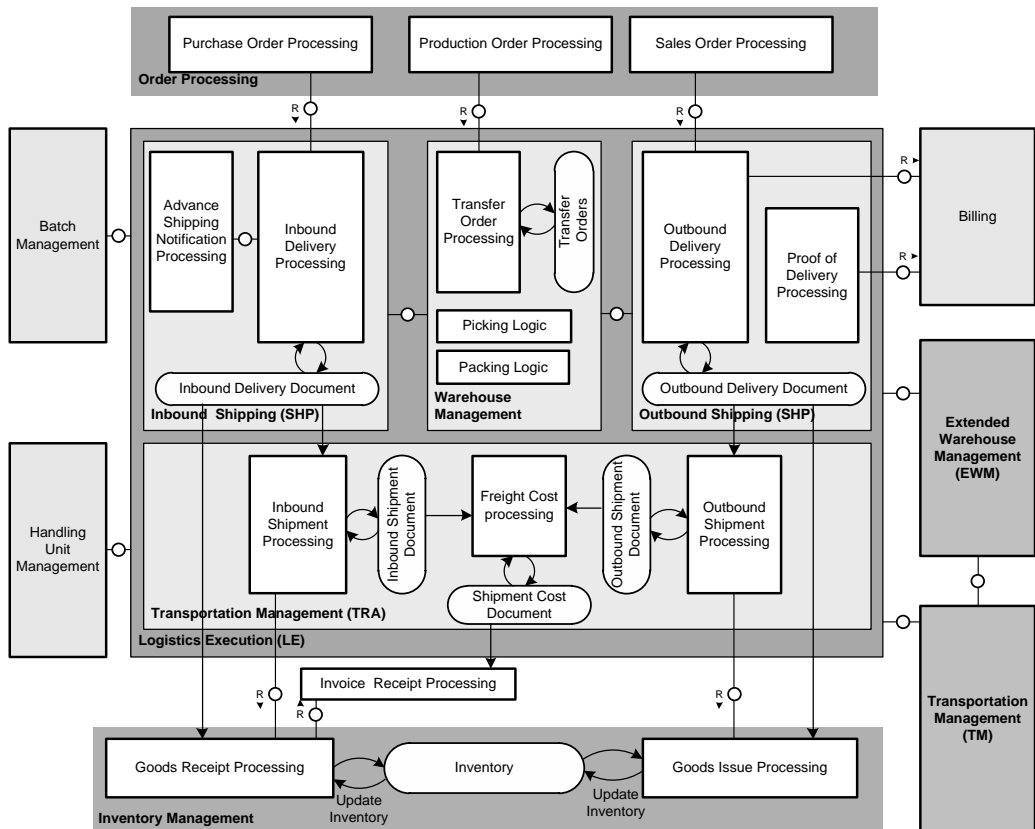 Purchase Order Processing
Production Order Processing
Sales Order Processing
Order Processing
R
R
R
Batch
Management
Advance
Shipping
Notification
Processing
Inbound
Delivery
Processing
Transfer
Order
Processing
Transfer
Orders
Outbound
Delivery
Processing
Proof of
Delivery
Processing
R
R
Billing
Picking Logic
Packing Logic
Inbound Delivery Document
Inbound  Shipping (SHP)
Warehouse
Management
Outbound Delivery Document
Outbound Shipping (SHP)
Extended
Warehouse
Management
(EWM)
Handling
Unit
Management
Inbound
Shipment
Processing
Inbound Shipment
Document
Freight Cost
processing
Outbound Shipment
Document
Outbound
Shipment
Processing
Shipment Cost
Document
Transportation Management (TRA)
Logistics Execution (LE)
Invoice  Receipt Processing
R
R
R
Transportation
Management
(TM)
Goods Receipt Processing
Inventory
Goods Issue Processing
Update
Inventory
Update
Inventory
Inventory Management